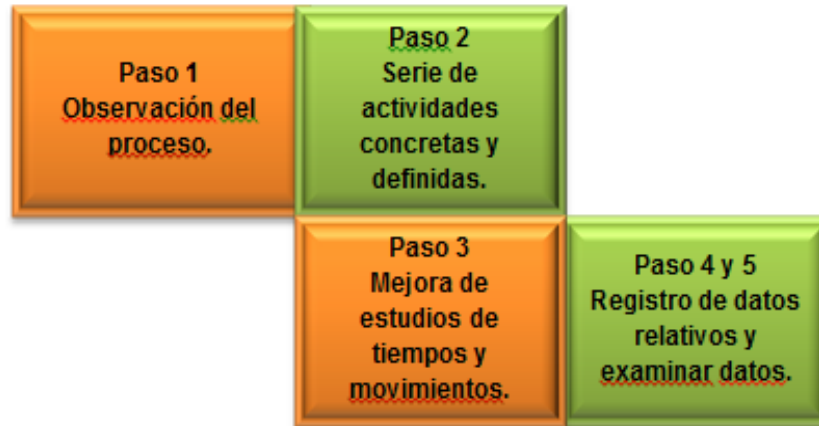 Paso 1
Observación del
proceso.
Paso 2
Serie de
actividades
concretas y
definidas.
Paso 3
Mejora de
estudios de
tiempos y
movimientos.
Paso 4 y 5
Registro de datos
relativos y
examinar datos.